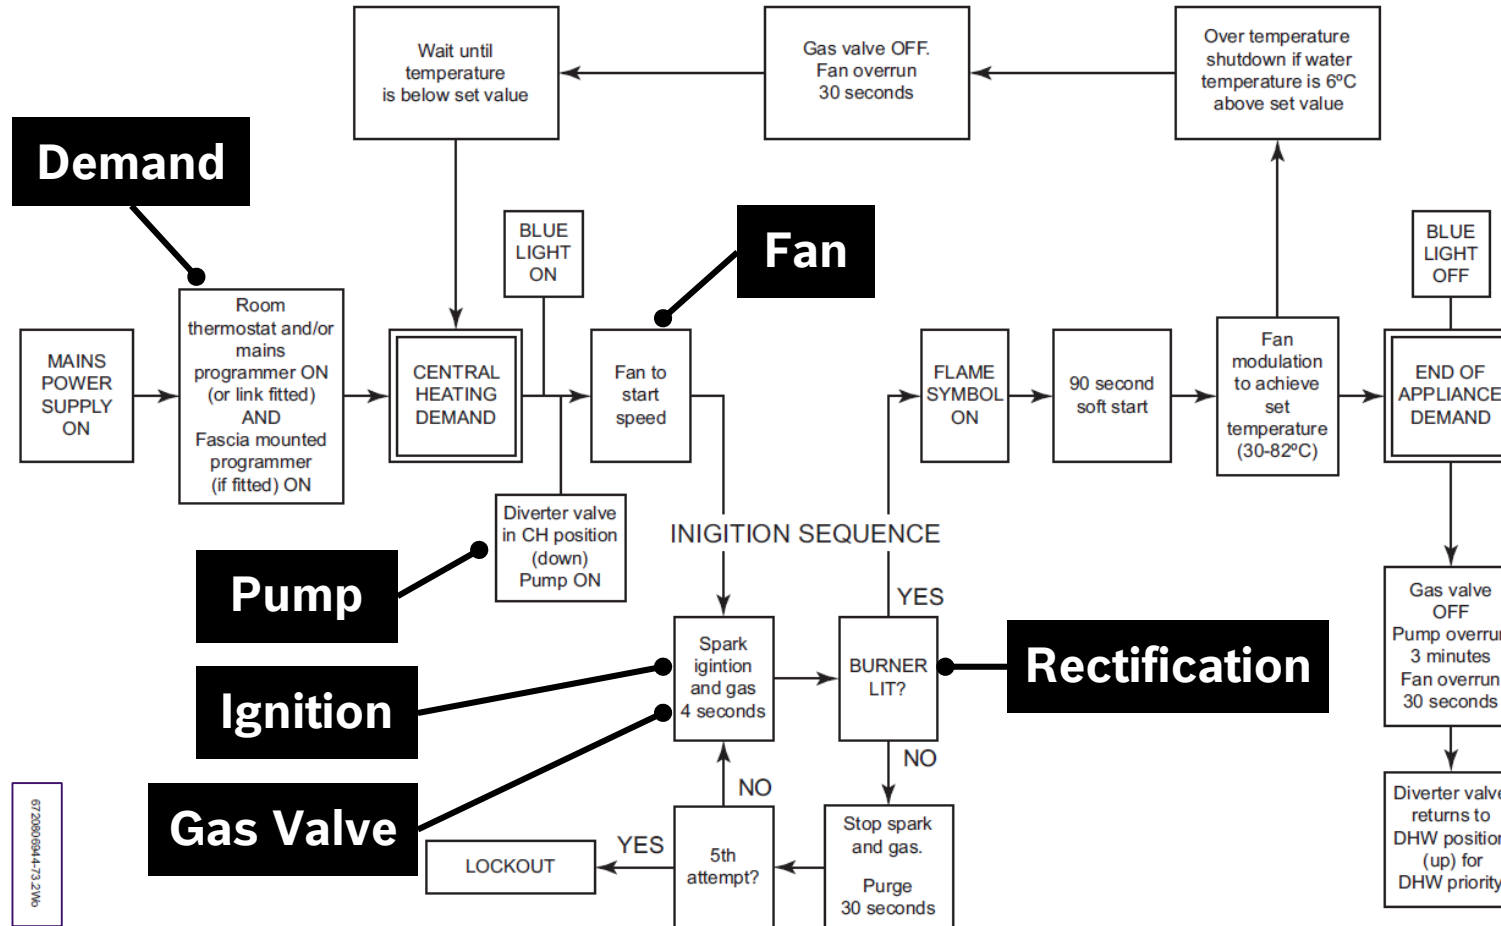 Wait until
temperature
is below set value
Gas valve OFF.
Fan overrun
30 seconds
Over temperature
shutdown if water
temperature is 6ºC
above set value
Demand
BLUE
LIGHT
ON
Fan
BLUE
LIGHT
OFF
MAINS
POWER
SUPPLY
ON
Room
thermostat and/or
mains
programmer ON
(or link fitted)
AND
Fascia mounted
programmer
(if fitted) ON
CENTRAL
HEATING
DEMAND
Fan to
start
speed
FLAME
SYMBOL
ON
90 second
soft start
Fan
modulation
to achieve
set
temperature
(30-82ºC)
END OF
APPLIANCE
DEMAND
Diverter valve
in CH position
(down)
Pump ON
INIGITION SEQUENCE
Pump
YES
Spark
igintion
and gas
4 seconds
BURNER
LIT?
Rectification
Gas valve
OFF
Pump overrun
3 minutes
Fan overrun
30 seconds
Ignition
NO
NO
Gas Valve
Stop spark
and gas.
Purge
30 seconds
5th
attempt?
YES
LOCKOUT
Diverter valve
returns to
DHW position
(up) for
DHW priority
6720806944-73.2Wo